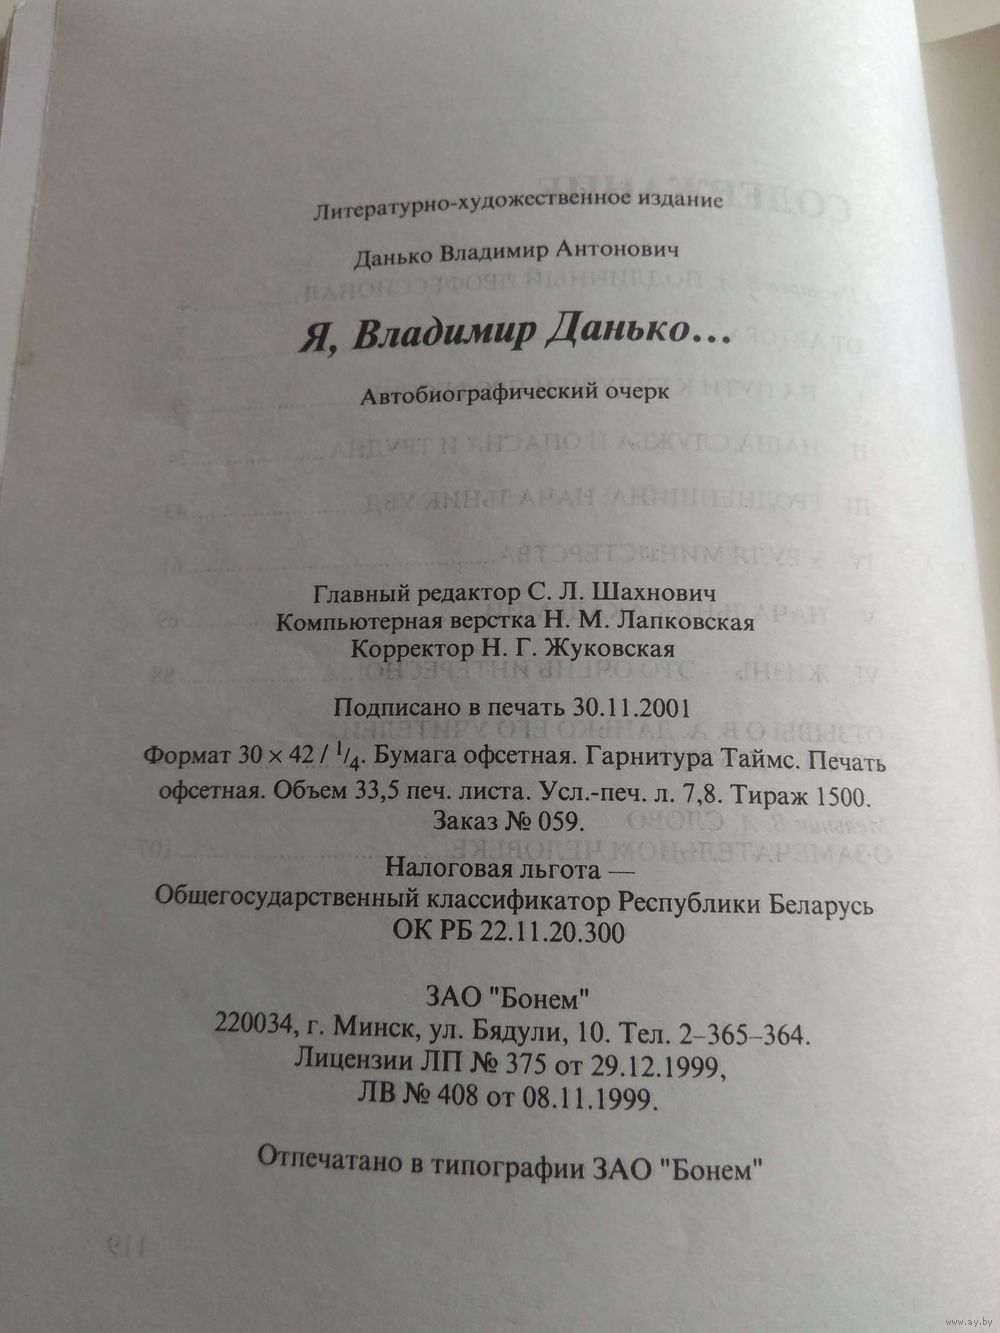 Литературно-художественное издание
Данько Владимир Антонович
Я, Владимир Данько...
Автобиографический очерк
Главный редактор С. Л. Шахнович
Компьютерная верстка Н. М. Лапковская
Корректор Н. Г. Жуковская
Подписано в печать 30.11.2001
Формат 30 × 42 / 1/4. Бумага офсетная. Гарнитура Таймс. Печать
офсетная. Объем 33,5 печ. листа. Усл.-печ. л. 7,8. Тираж 1500.
Заказ № 059.
Налоговая льгота —
Общегосударственный классификатор Республики Беларусь
ОК РБ 22.11.20.300
ЗАО "Бонем"
220034, г. Минск, ул. Бядули, 10. Тел. 2–365–364.
Лицензии ЛП № 375 от 29.12.1999,
ЛВ № 408 от 08.11.1999.
Отпечатано в типографии ЗАО "Бонем"
119
www.ay.by